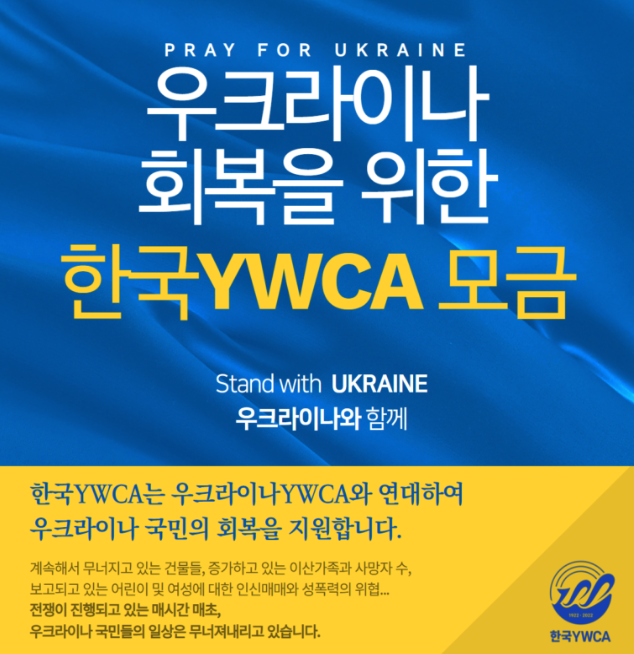 PRAY FOR UKRAINE
우크라이나
회복을 위한
한국YWCA 모금
Stand with UKRAINE
우크라이나와 함께
한국YWCA는 우크라이나YWCA와 연대하여
우크라이나 국민의 회복을 지원합니다.
계속해서 무너지고 있는 건물들, 증가하고 있는 이산가족과 사망자 수,
보고되고 있는 어린이 및 여성에 대한 인신매매와 성폭력의 위협...
전쟁이 진행되고 있는 매시간 매초,
우크라이나 국민들의 일상은 무너져내리고 있습니다.
1922 2022
한국YWCA